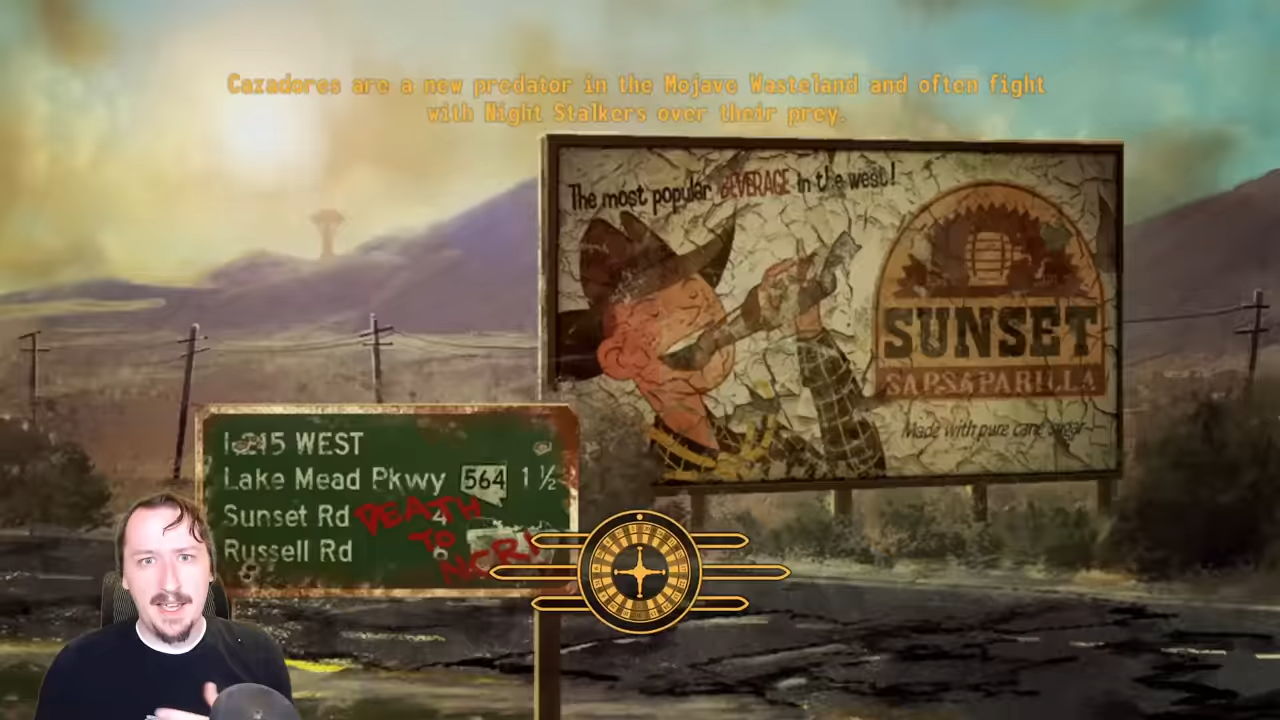 Cazadores are a new predator in the Mojave Wasteland and often fight
with Night Stalkers over their prey.
The most popular BEVERAGE in the west!
SUNSET
SARSAPARILLA
Made with pure cane sugar
I-215 WEST
Lake Mead Pkwy 564 1 ½
Sunset Rd 4
Russell Rd 6
DEATH
TO
NCR!